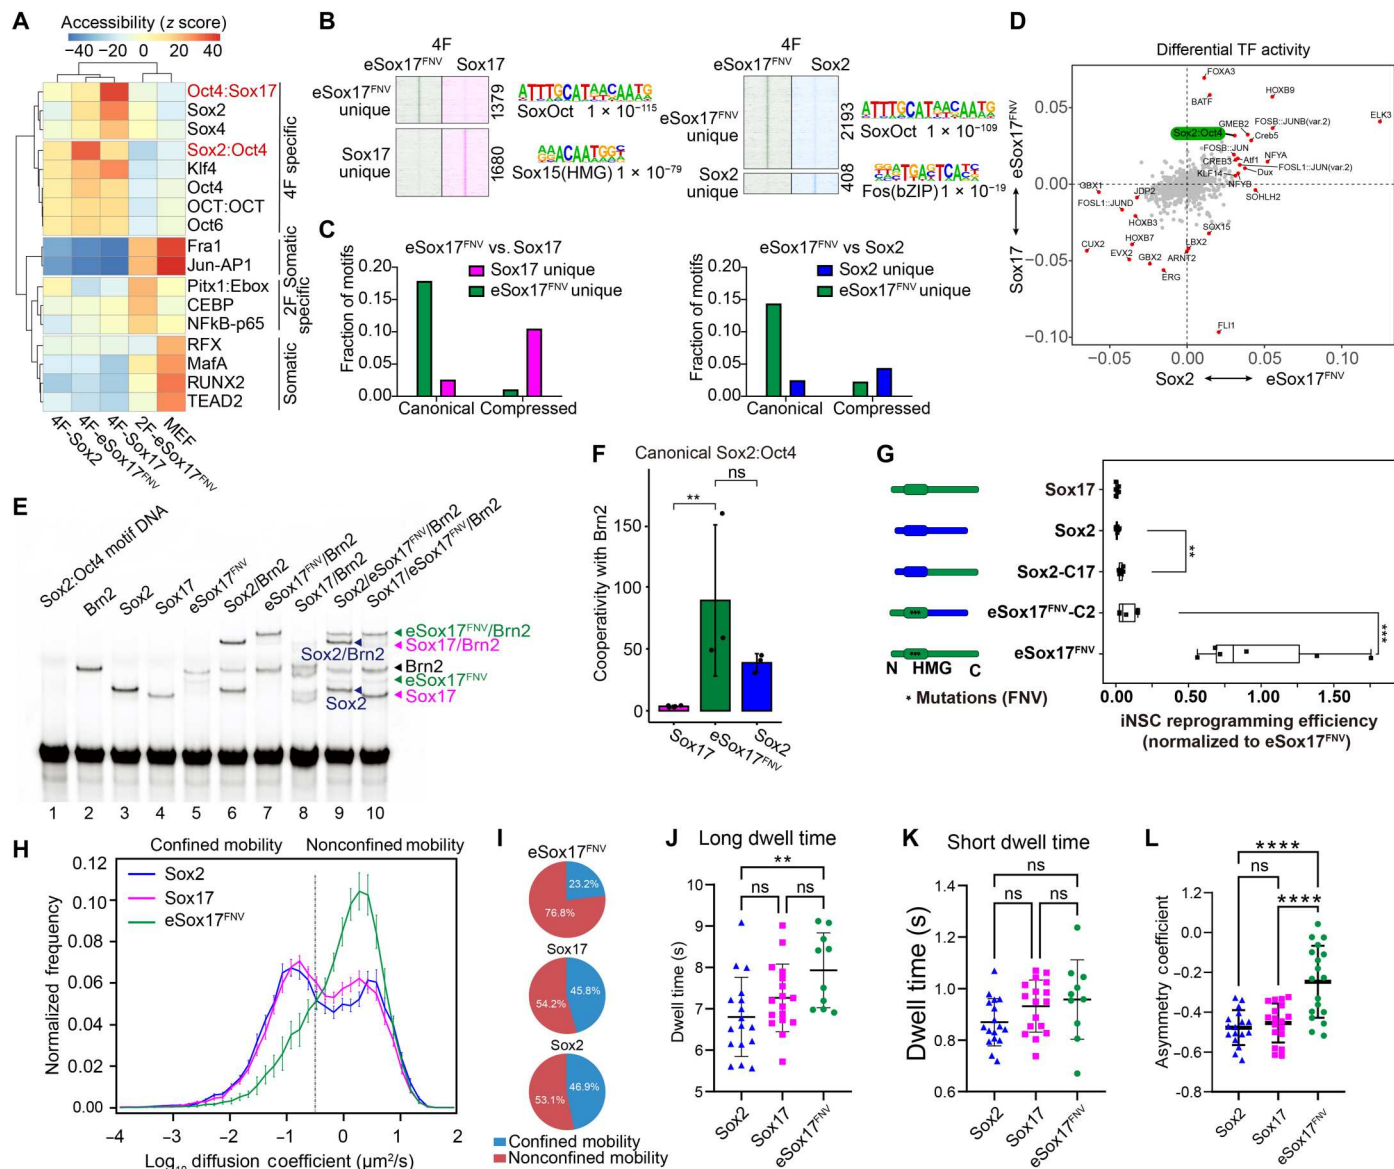 A
Accessibility (z score)
−40 −20 0 20 40
Oct4:Sox17
Sox2
Sox4
Sox2:Oct4
Klf4
Oct4
OCT:OCT
Oct6
Fra1
Jun-AP1
Pitx1:Ebox
CEBP
NFkB-p65
RFX
MafA
RUNX2
TEAD2
4F specific
Somatic
2F specific
Somatic
4F-Sox2
4F-eSox17FNV
4F-Sox17
2F-eSox17FNV
MEF
B
4F
eSox17FNV Sox17
eSox17FNV unique
1379
ATTTGCATAACAATG
SoxOct 1 × 10−115
Sox17 unique
1680
ACAATGG
Sox15(HMG) 1 × 10−79
4F
eSox17FNV Sox2
eSox17FNV unique
2193
ATTTGCATAACAATG
SoxOct 1 × 10−109
Sox2 unique
408
ATGAGTCA
Fos(bZIP) 1 × 10−19
C
eSox17FNV vs. Sox17
Sox17 unique
eSox17FNV unique
Fraction of motifs
0.20
0.15
0.10
0.05
0.00
Canonical Compressed
eSox17FNV vs Sox2
Sox2 unique
eSox17FNV unique
Fraction of motifs
0.20
0.15
0.10
0.05
0.00
Canonical Compressed
D
Differential TF activity
FOXA3
BATF
HOXB9
ELK3
Sox2:Oct4
GMEB2
FOSB::JUNB(var.2)
Creb5
FOSB::JUN
CREB3
Atf1
NFYA
FOSL1::JUN(var.2)
KLF14
Dux
NFYB
SOHLH2
GBX1
JDP2
FOSL1::JUND
HOXB3
SOX15
CUX2
HOXB7
LBX2
EVX2
GBX2
ARNT2
ERG
FLI1
0.05
0.00
−0.05
−0.10
−0.05 0.00 0.05 0.10
Sox17 eSox17FNV
Sox2 eSox17FNV
E
Sox2:Oct4 motif DNA
Brn2
Sox2
Sox17
eSox17FNV
Sox2/Brn2
eSox17FNV/Brn2
Sox17/Brn2
Sox2/eSox17FNV/Brn2
Sox17/eSox17FNV/Brn2
eSox17FNV/Brn2
Sox17/Brn2
Sox2/Brn2
Brn2
eSox17FNV
Sox2
Sox17
1 2 3 4 5 6 7 8 9 10
F
Canonical Sox2:Oct4
ns
**
Cooperativity with Brn2
150
100
50
0
Sox17
eSox17FNV
Sox2
G
Sox17
Sox2
Sox2-C17
eSox17FNV-C2
eSox17FNV
**
***
N HMG C
* Mutations (FNV)
0.00 0.50 1.00 1.50
iNSC reprogramming efficiency
(normalized to eSox17FNV)
H
Confined mobility Nonconfined mobility
Sox2
Sox17
eSox17FNV
Normalized frequency
0.12
0.10
0.08
0.06
0.04
0.02
0.00
−4 −3 −2 −1 0 1 2
Log10 diffusion coefficient (μm2/s)
I
eSox17FNV
23.2%
76.8%
Sox17
45.8%
54.2%
Sox2
46.9%
53.1%
Confined mobility
Nonconfined mobility
J
Long dwell time
**
ns ns
Dwell time (s)
10
9
8
7
6
5
Sox2
Sox17
eSox17FNV
K
Short dwell time
ns
ns ns
Dwell time (s)
1.4
1.2
1.0
0.8
0.6
Sox2
Sox17
eSox17FNV
L
****
ns
****
Asymmetry coefficient
1.2
0.0
−0.2
−0.4
−0.6
−0.8
Sox2
Sox17
eSox17FNV